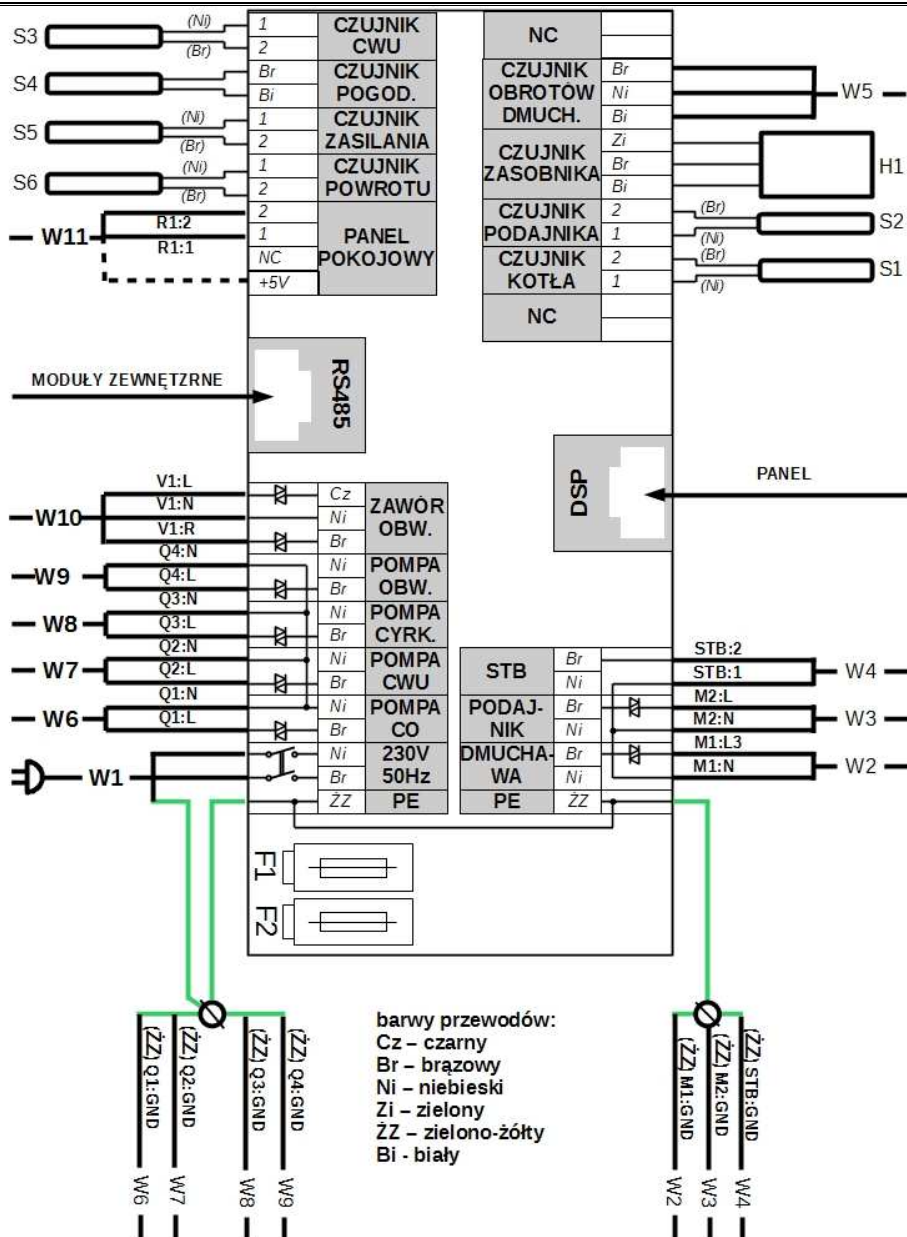 S3
(Ni)
(Br)
1
2
CZUJNIK
CWU
S4
Br
Bi
CZUJNIK
POGOD.
S5
(Ni)
(Br)
1
2
CZUJNIK
ZASILANIA
S6
(Ni)
(Br)
1
2
CZUJNIK
POWROTU
W11
R1:2
R1:1
2
1
NC
+5V
PANEL
POKOJOWY
NC
CZUJNIK
OBROTÓW
DMUCH.
Br
Ni
Bi
W5
CZUJNIK
ZASOBNIKA
Zi
Br
Bi
H1
CZUJNIK
PODAJNIKA
2
1
(Br)
(Ni)
S2
CZUJNIK
KOTŁA
2
1
(Br)
(Ni)
S1
NC
MODUŁY ZEWNĘTZRNE
RS485
DSP
PANEL
W10
V1:L
V1:N
V1:R
Cz
Ni
Br
ZAWÓR
OBW.
W9
Q4:N
Q4:L
Ni
Br
POMPA
OBW.
W8
Q3:N
Q3:L
Ni
Br
POMPA
CYRK.
W7
Q2:N
Q2:L
Ni
Br
POMPA
CWU
W6
Q1:N
Q1:L
Ni
Br
POMPA
CO
W1
Ni
Br
230V
50Hz
ŻZ
PE
STB
Br
Ni
STB:2
STB:1
W4
PODAJ-
NIK
Br
Ni
M2:L
M2:N
W3
DMUCHA-
WA
Br
Ni
M1:L3
M1:N
W2
PE
ŻZ
F1
F2
(ŻZ) Q1:GND
(ŻZ) Q2:GND
(ŻZ) Q3:GND
(ŻZ) Q4:GND
W6
W7
W8
W9
barwy przewodów:
Cz – czarny
Br – brązowy
Ni – niebieski
Zi – zielony
ŻZ – zielono-żółty
Bi - biały
(ŻZ) M1:GND
(ŻZ) M2:GND
(ŻZ) STB:GND
W2
W3
W4